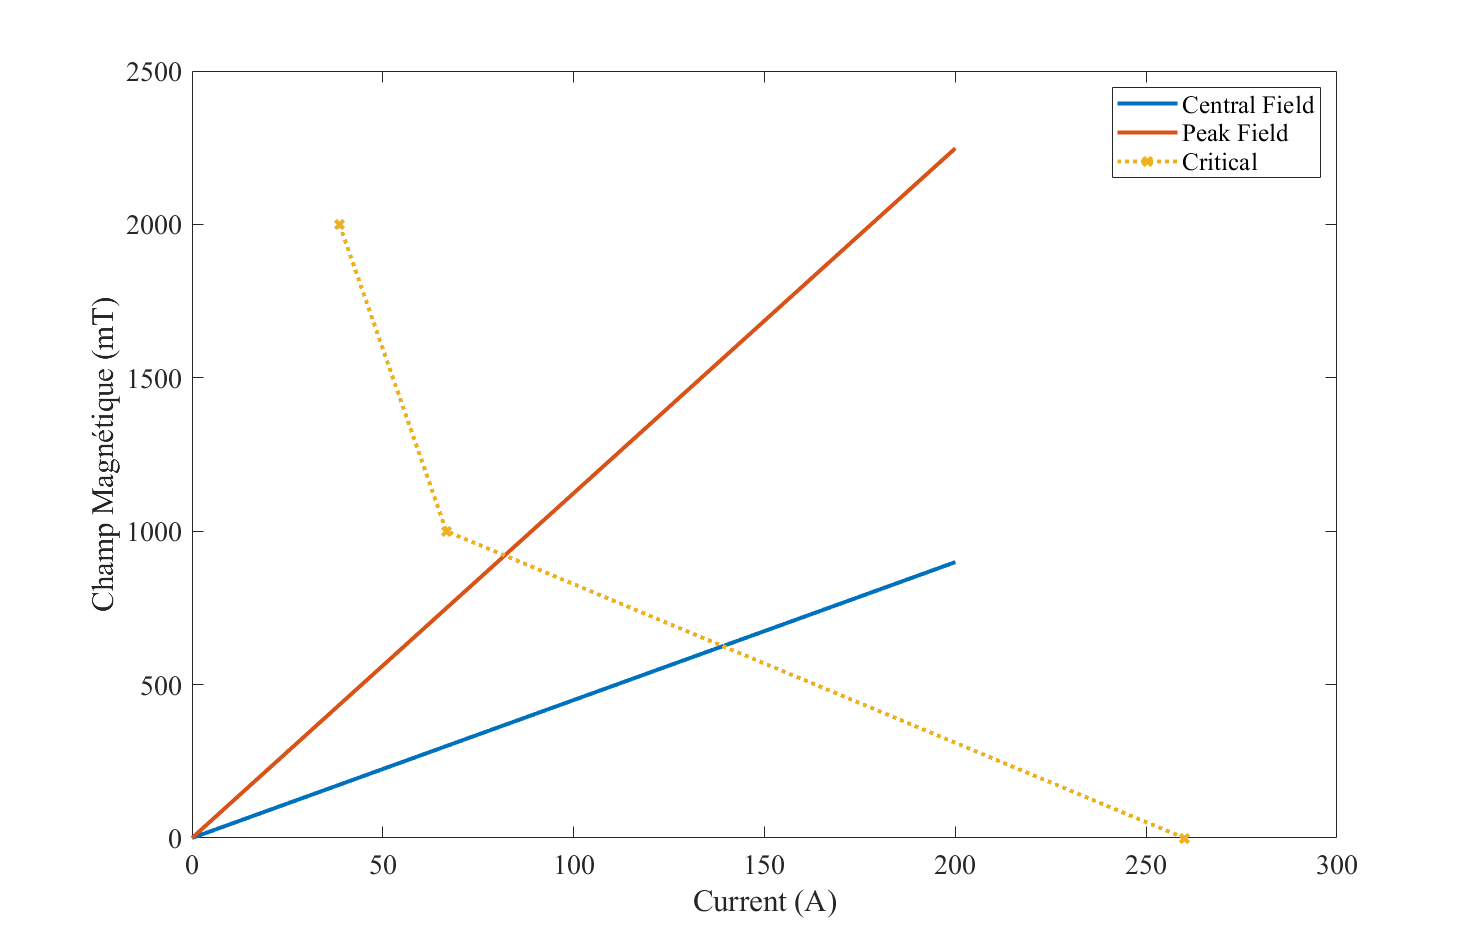 2500
2000
1500
1000
500
0
0 50 100 150 200 250 300
Current (A)
Champ Magnétique (mT)
Central Field
Peak Field
Critical